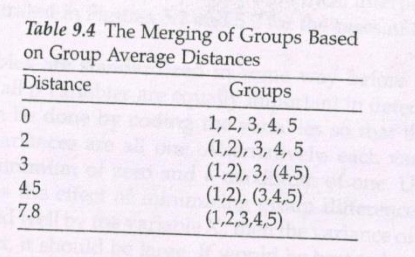 Table 9.4 The Merging of Groups Based
on Group Average Distances
Distance Groups
0 1, 2, 3, 4, 5
2 (1,2), 3, 4, 5
3 (1,2), 3, (4,5)
4.5 (1,2), (3,4,5)
7.8 (1,2,3,4,5)